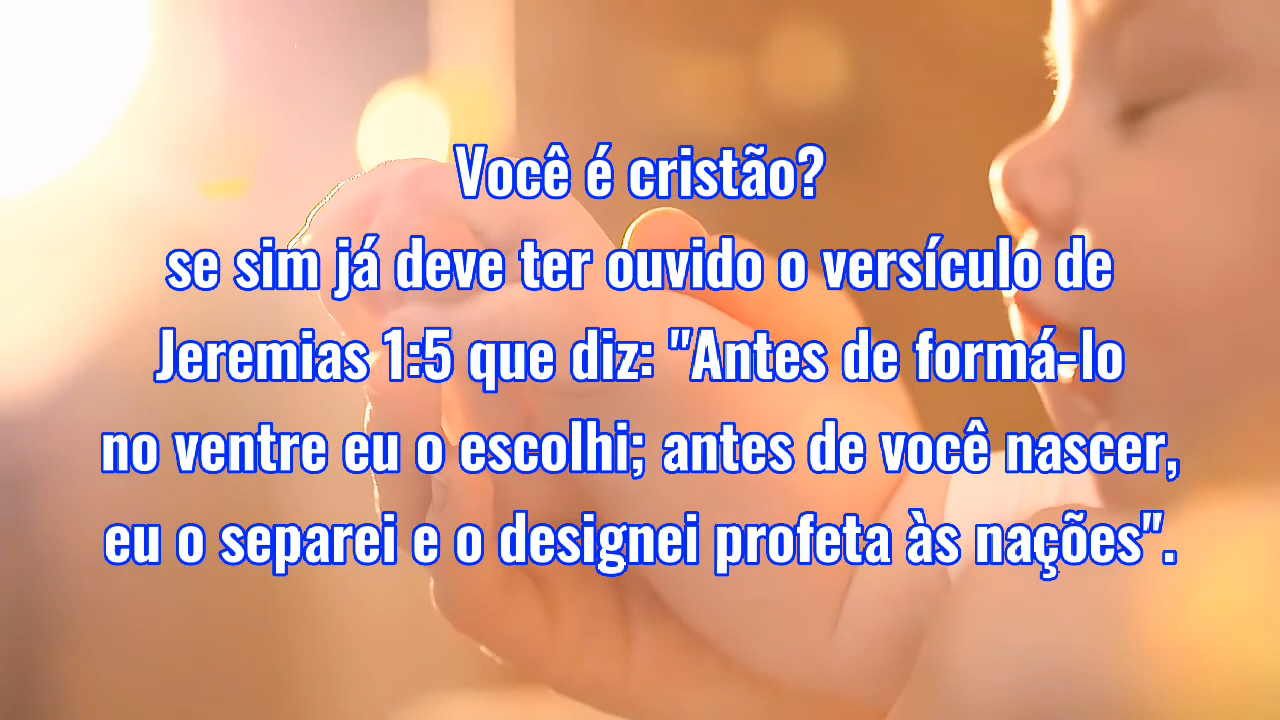 Você é cristão?
se sim já deve ter ouvido o versículo de
Jeremias 1:5 que diz: "Antes de formá-lo
no ventre eu o escolhi; antes de você nascer,
eu o separei e o designei profeta às nações".